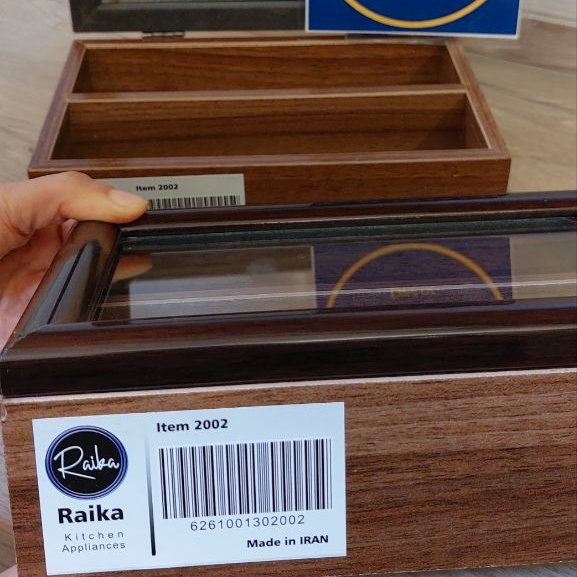 Item 2002
Item 2002
Raika
Raika
Kitchen
Appliances
6261001302002
Made in IRAN